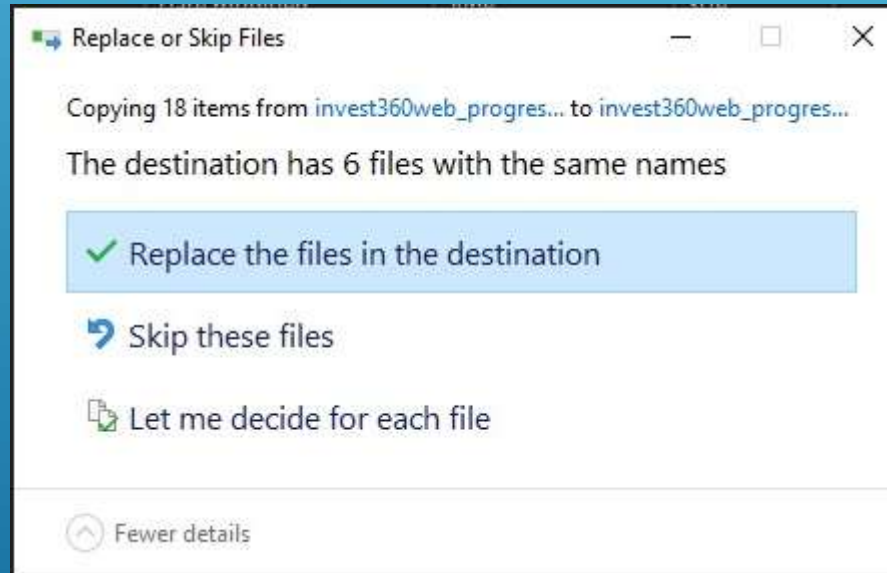 Replace or Skip Files
Copying 18 items from invest360web_progres... to invest360web_progres...
The destination has 6 files with the same names
Replace the files in the destination
Skip these files
Let me decide for each file
Fewer details